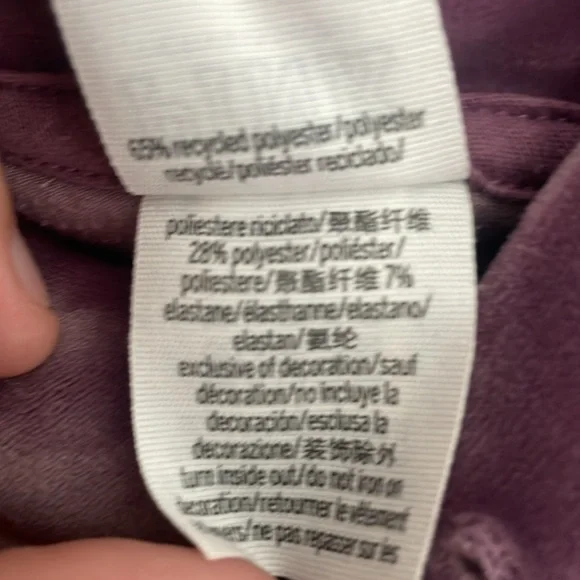 65% recycled polyester/polyester
recyclé/poliéster reciclado/
poliestere riciclato/聚酯纤维
28% polyester/poliéster/
poliestere/聚酯纤维 7%
elastane/élasthanne/elastano/
elastan/氨纶
exclusive of decoration/sauf
décoration/no incluye la
decoración/esclusa la
decorazione/装饰除外
turn inside out/do not iron on
decoration/retourner le vêtement
/ne pas repasser sur les